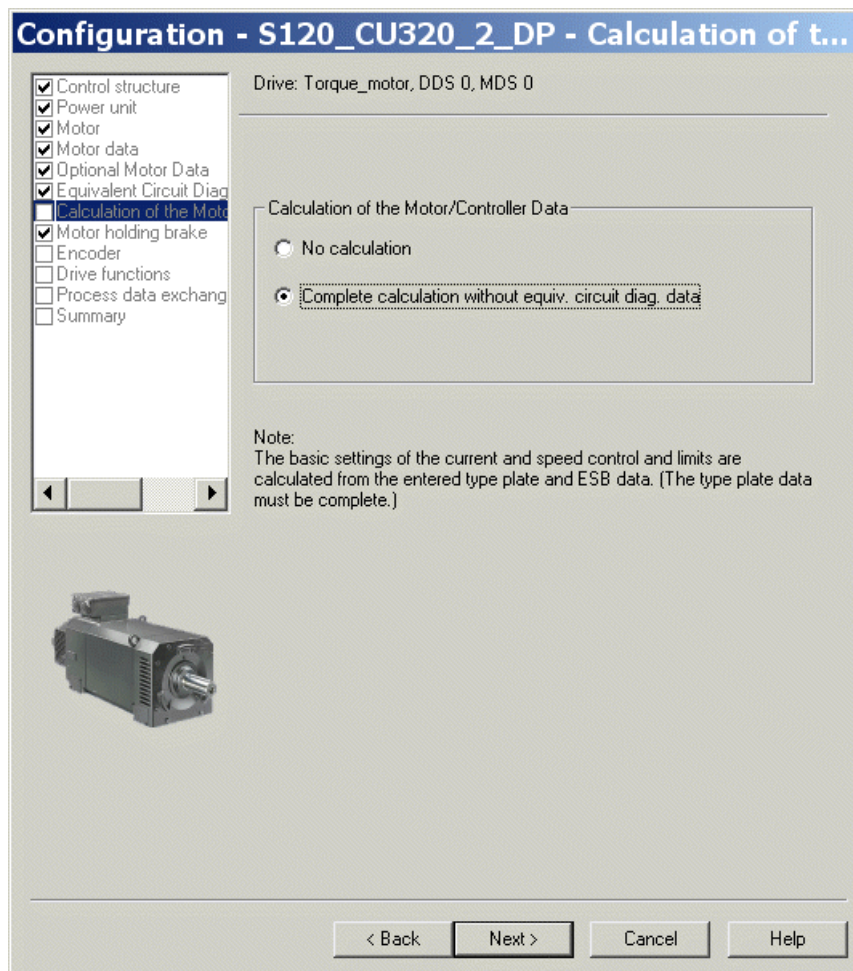 Configuration - S120_CU320_2_DP - Calculation of t...
Control structure
Power unit
Motor
Motor data
Optional Motor Data
Equivalent Circuit Diag
Calculation of the Moto
Motor holding brake
Encoder
Drive functions
Process data exchang
Summary
Drive: Torque_motor, DDS 0, MDS 0
Calculation of the Motor/Controller Data
No calculation
Complete calculation without equiv. circuit diag. data
Note:
The basic settings of the current and speed control and limits are
calculated from the entered type plate and ESB data. (The type plate data
must be complete.)
< Back
Next >
Cancel
Help